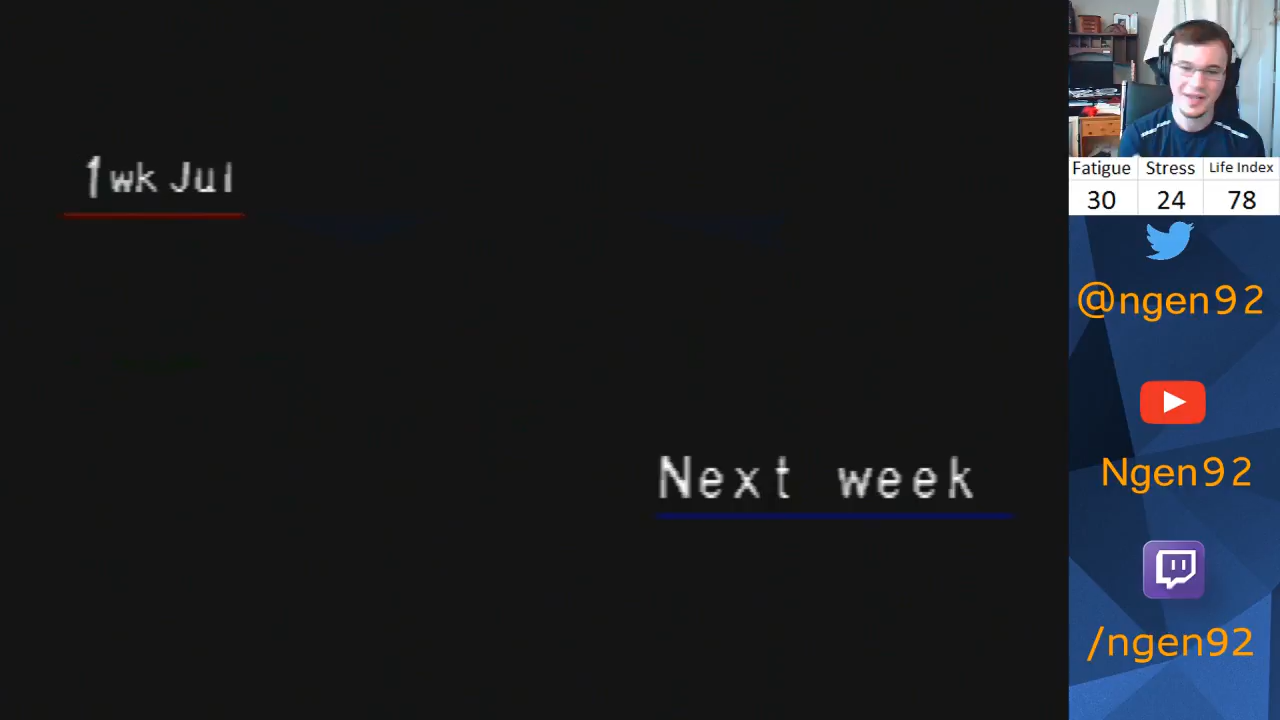 1wk Jul
Next week
Fatigue Stress Life Index
30 24 78
@ngen92
Ngen92
/ngen92